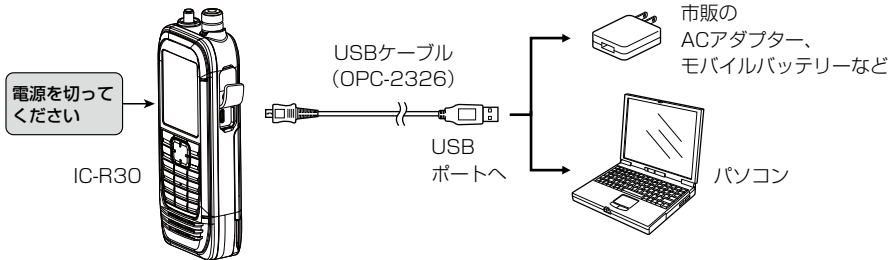 電源を切って
ください
IC-R30
USBケーブル
（OPC-2326）
USB
ポートへ
市販の
ACアダプター、
モバイルバッテリーなど
パソコン